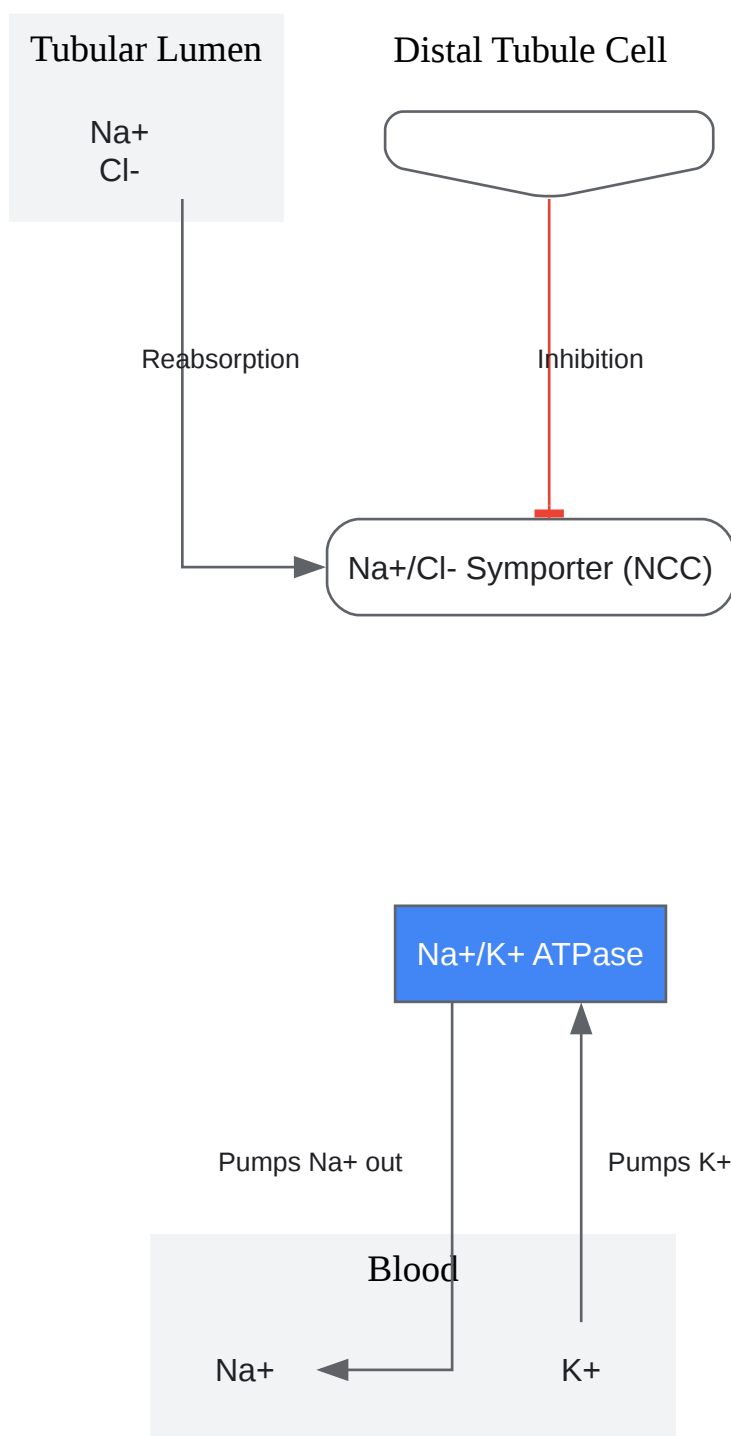 Tubular Lumen
Distal Tubule Cell
Na+
Cl-
Reabsorption
Inhibition
Na+/Cl- Symporter (NCC)
Na+/K+ ATPase
Pumps Na+ out
Pumps K+
Blood
Na+
K+